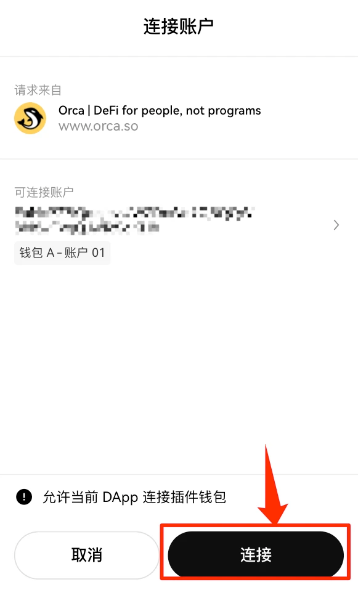 连接账户
请求来自
Orca | DeFi for people, not programs
www.orca.so
可连接账户
钱包 A - 账户 01
允许当前 DApp 连接插件钱包
取消
连接